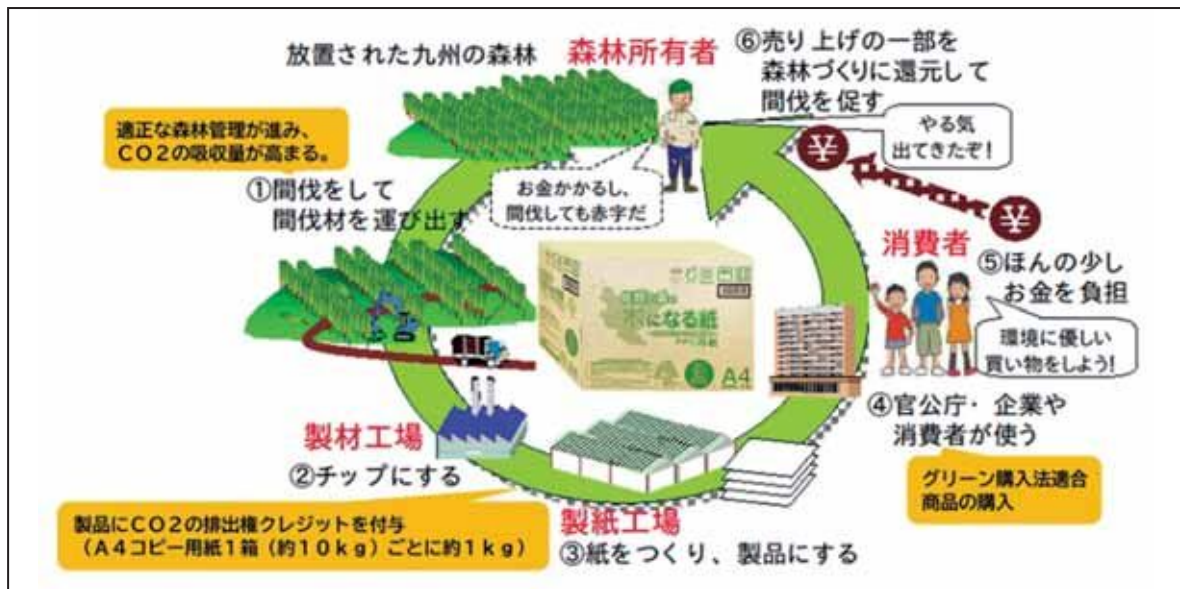 放置された九州の森林
森林所有者
⑥売り上げの一部を
森林づくりに還元して
間伐を促す
やる気
出てきたぞ!
適正な森林管理が進み、
CO2の吸収量が高まる。
お金かかるし、
間伐しても赤字だ
①間伐をして
間伐材を運び出す
¥
¥
消費者
⑤ほんの少し
お金を負担
環境に優しい
買い物をしよう!
木になる紙
A4
④官公庁・企業や
消費者が使う
グリーン購入法適合
商品の購入
製材工場
②チップにする
製品にCO2の排出権クレジットを付与
(A4コピー用紙1箱(約10kg)ごとに約1kg)
製紙工場
③紙をつくり、製品にする